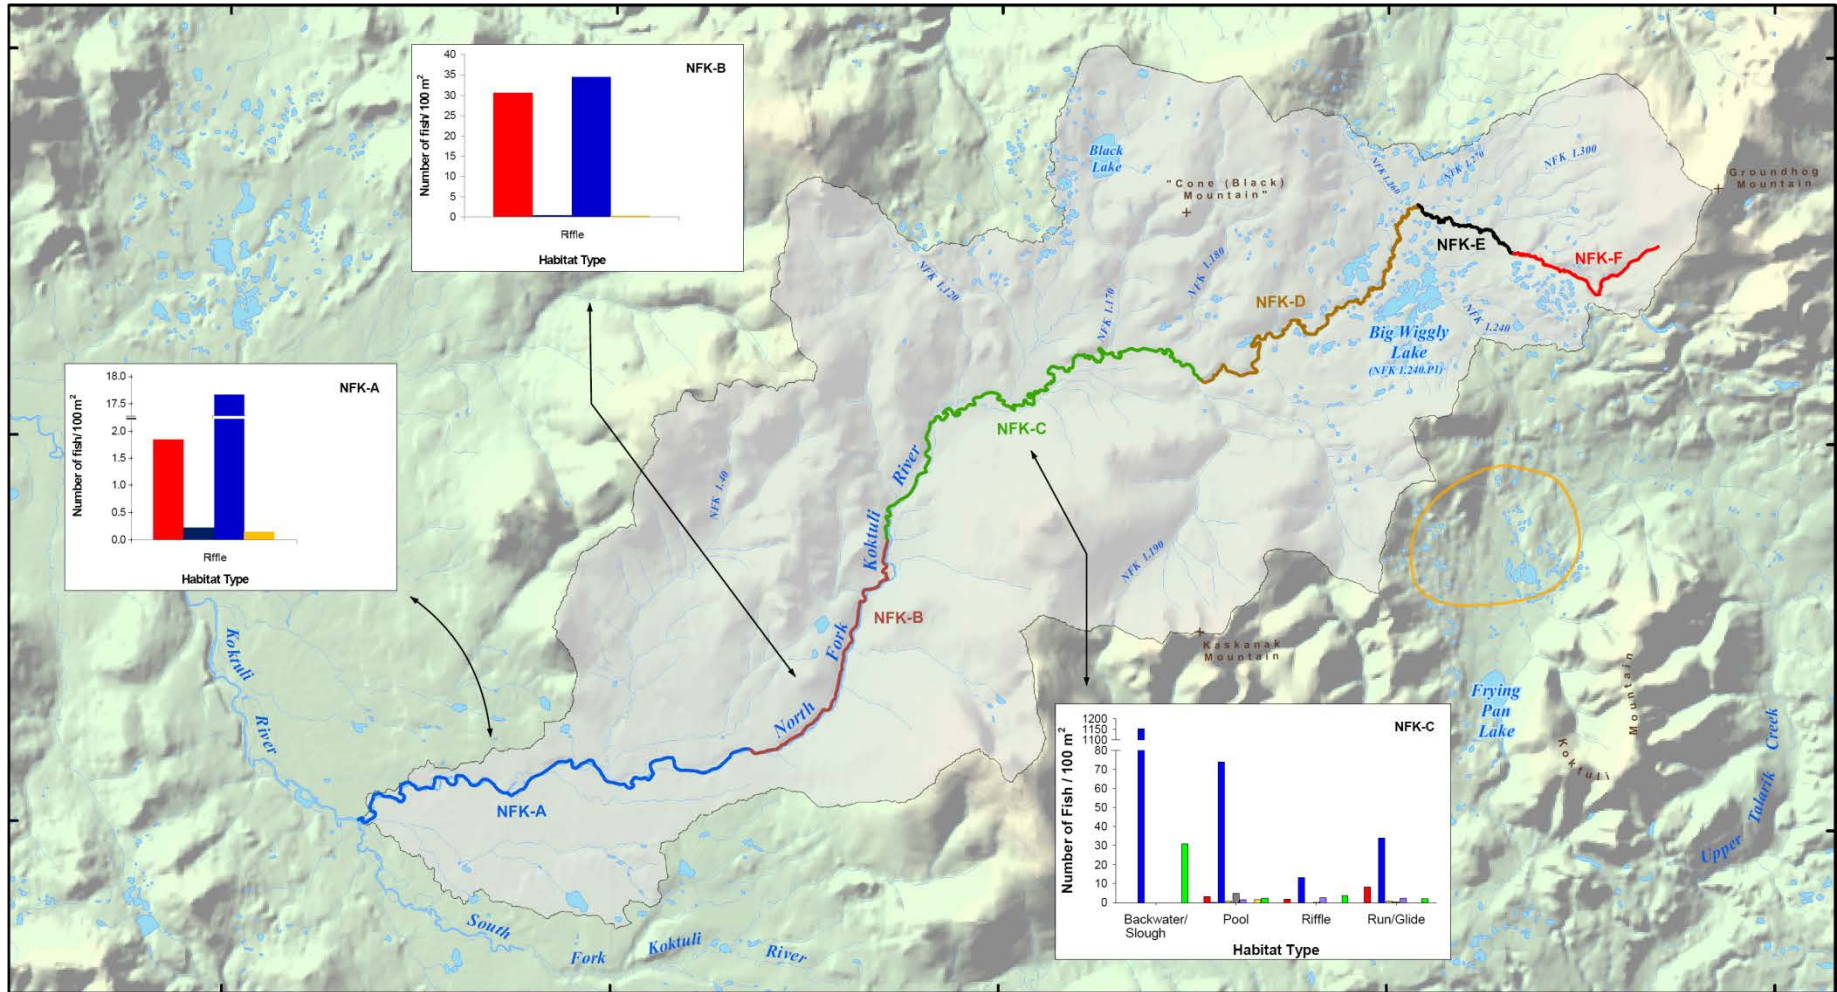 40
35
30
25
20
15
10
5
0
Number of fish/ 100 m²
NFK-B
Riffle
Habitat Type
Black
Lake
"Cone (Black)
Mountain"
NFK 1.260
NFK 1.270
NFK 1.300
Groundhog
Mountain
NFK-E
NFK-F
NFK 1.120
NFK 1.180
NFK 1.170
NFK-D
NFK 1.240
Big Wiggly
Lake
(NFK 1.240.P1)
18.0
17.5
2.0
1.5
1.0
0.5
0.0
Number of fish/100 m²
NFK-A
Riffle
Habitat Type
NFK-C
NFK 1.40
NFK 1.190
North
Fork
Koktuli
River
NFK-B
Kaskanak
Mountain
Koktuli
River
Frying
Pan
Lake
Koktuli
Mountain
Upper Talarik Creek
NFK-A
1200
1150
1100
80
70
60
50
40
30
20
10
0
Number of Fish / 100 m²
NFK-C
Backwater/
Slough
Pool
Riffle
Run/Glide
Habitat Type
South
Fork
Koktuli
River